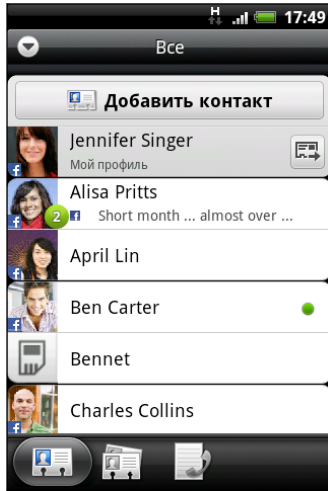 H 17:49
Все
Добавить контакт
Jennifer Singer
Мой профиль
Alisa Pritts
2 f Short month ... almost over ...
April Lin
Ben Carter
Bennet
Charles Collins